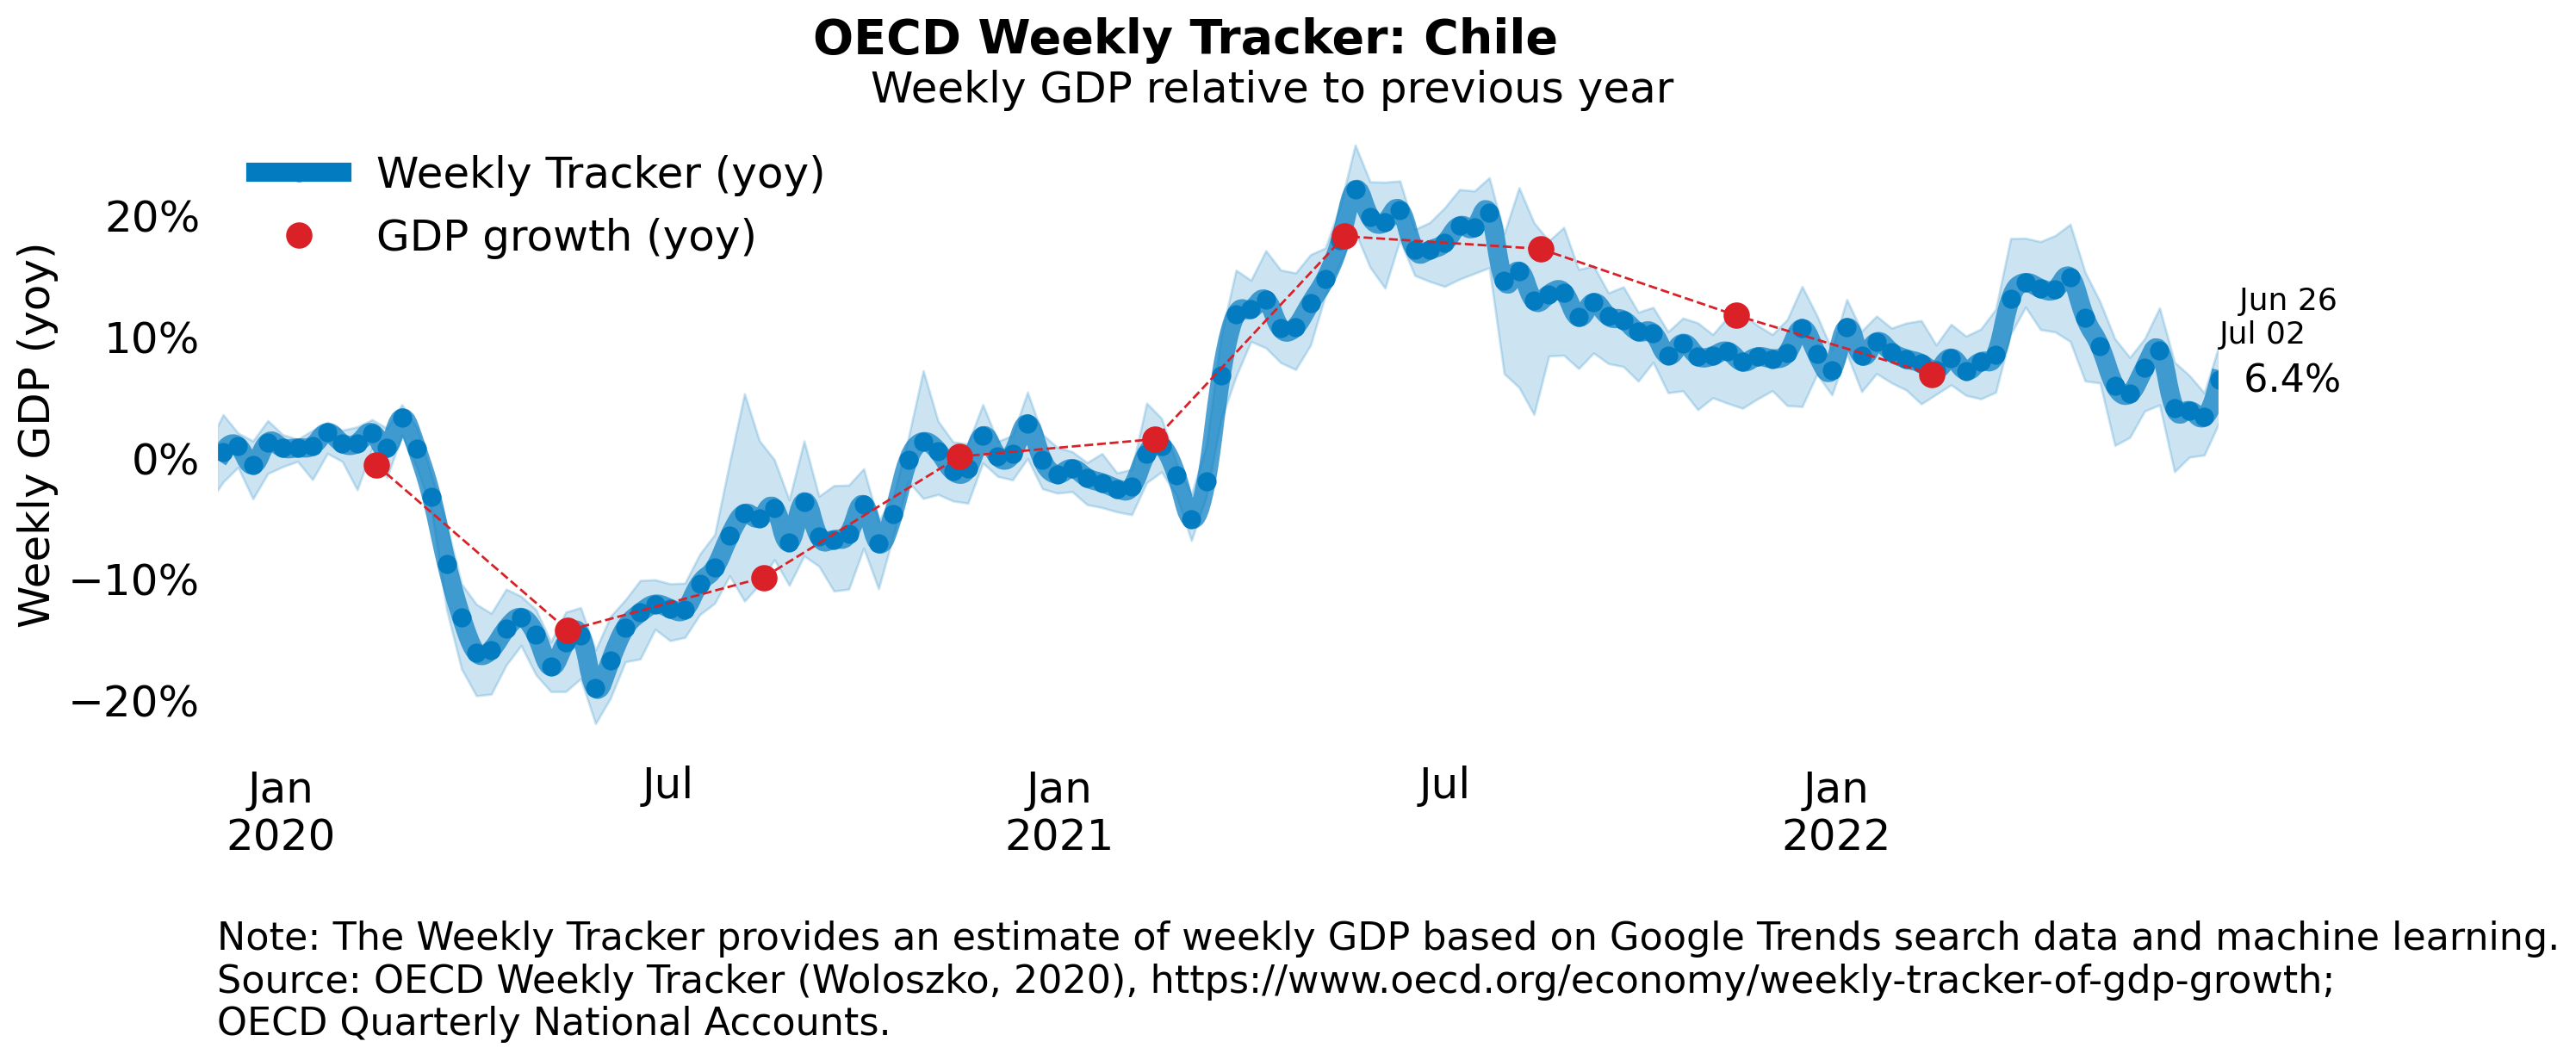 OECD Weekly Tracker: Chile
Weekly GDP relative to previous year
Weekly Tracker (yoy)
GDP growth (yoy)
Weekly GDP (yoy)
20%
10%
0%
−10%
−20%
Jun 26
Jul 02
6.4%
Jan
2020
Jul
Jan
2021
Jul
Jan
2022
Note: The Weekly Tracker provides an estimate of weekly GDP based on Google Trends search data and machine learning.
Source: OECD Weekly Tracker (Woloszko, 2020), https://www.oecd.org/economy/weekly-tracker-of-gdp-growth;
OECD Quarterly National Accounts.